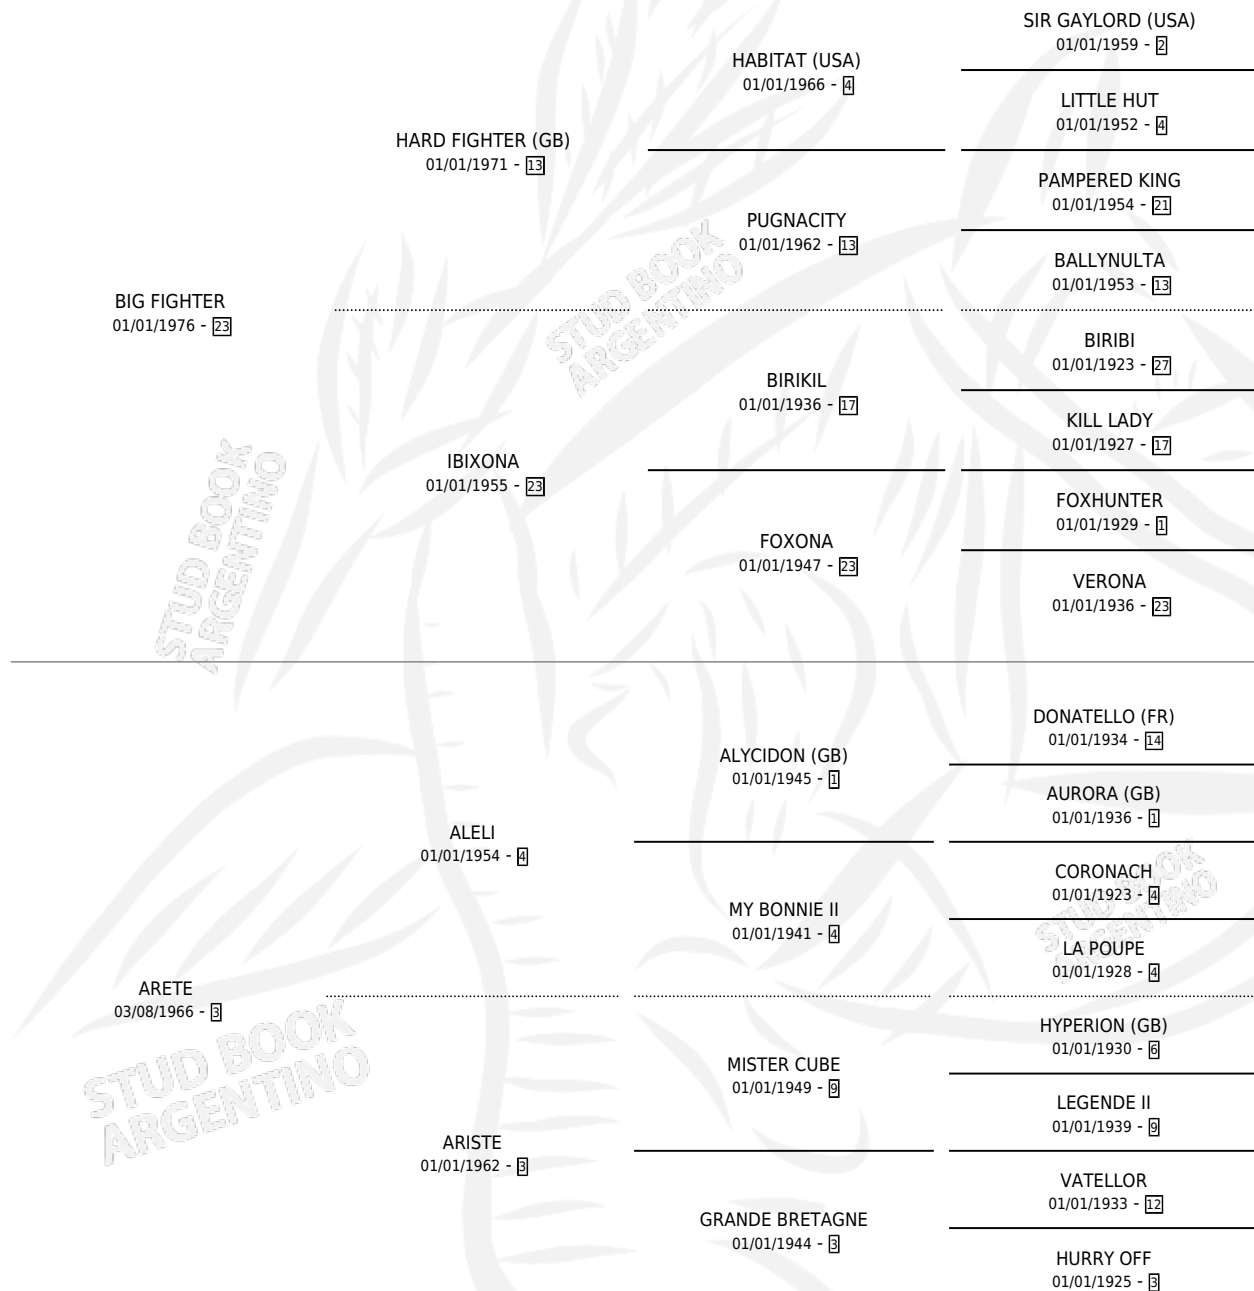 SIR GAYLORD (USA)
01/01/1959 - 2
HABITAT (USA)
01/01/1966 - 4
LITTLE HUT
01/01/1952 - 4
HARD FIGHTER (GB)
01/01/1971 - 13
PAMPERED KING
01/01/1954 - 21
PUGNACITY
01/01/1962 - 13
BALLYNULTA
01/01/1953 - 13
BIG FIGHTER
01/01/1976 - 23
BIRIBI
01/01/1923 - 27
BIRIKIL
01/01/1936 - 17
KILL LADY
01/01/1927 - 17
IBIXONA
01/01/1955 - 23
FOXHUNTER
01/01/1929 - 1
FOXONA
01/01/1947 - 23
VERONA
01/01/1936 - 23
DONATELLO (FR)
01/01/1934 - 14
ALYCIDON (GB)
01/01/1945 - 1
AURORA (GB)
01/01/1936 - 1
ALELI
01/01/1954 - 4
CORONACH
01/01/1923 - 4
MY BONNIE II
01/01/1941 - 4
LA POUPE
01/01/1928 - 4
ARETE
03/08/1966 - 3
HYPERION (GB)
01/01/1930 - 6
MISTER CUBE
01/01/1949 - 9
LEGENDE II
01/01/1939 - 9
ARISTE
01/01/1962 - 3
VATELLOR
01/01/1933 - 12
GRANDE BRETAGNE
01/01/1944 - 3
HURRY OFF
01/01/1925 - 3
STUD BOOK
ARGENTINO
STUD BOOK
ARGENTINO
STUD BOOK
ARGENTINO
STUD BOOK
ARGENTINO